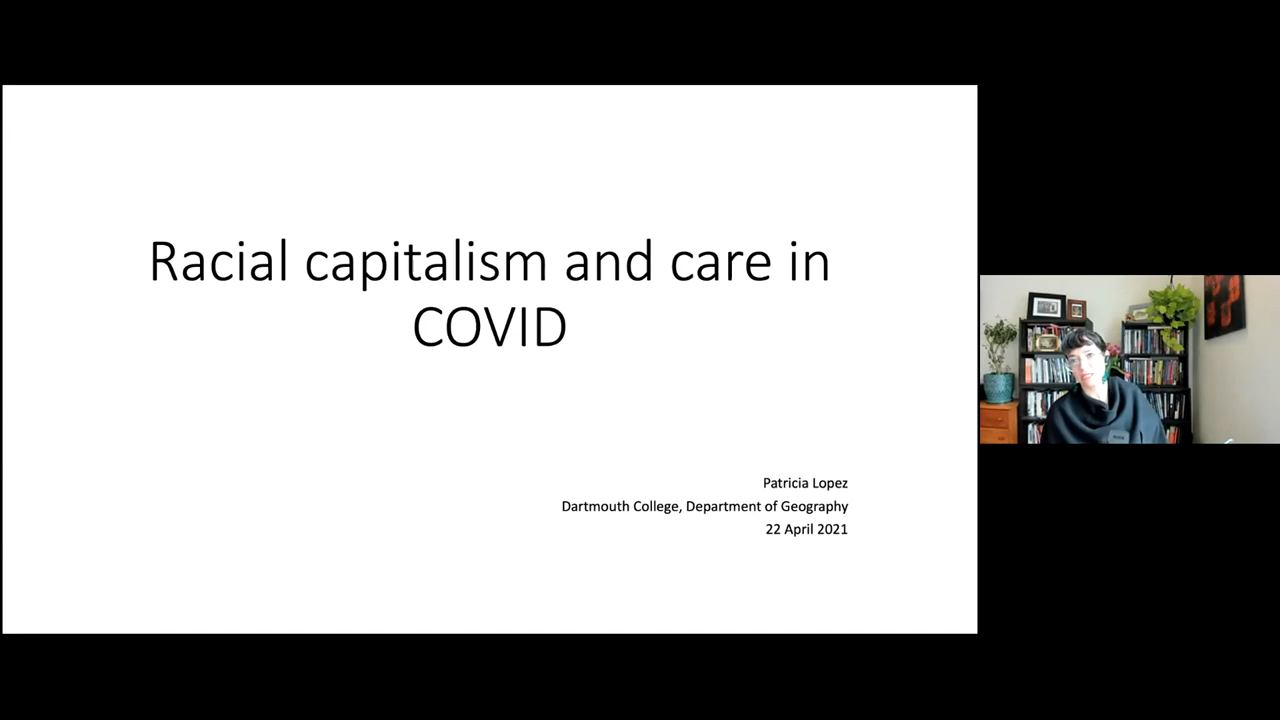 Racial capitalism and care in
COVID
Patricia Lopez
Dartmouth College, Department of Geography
22 April 2021